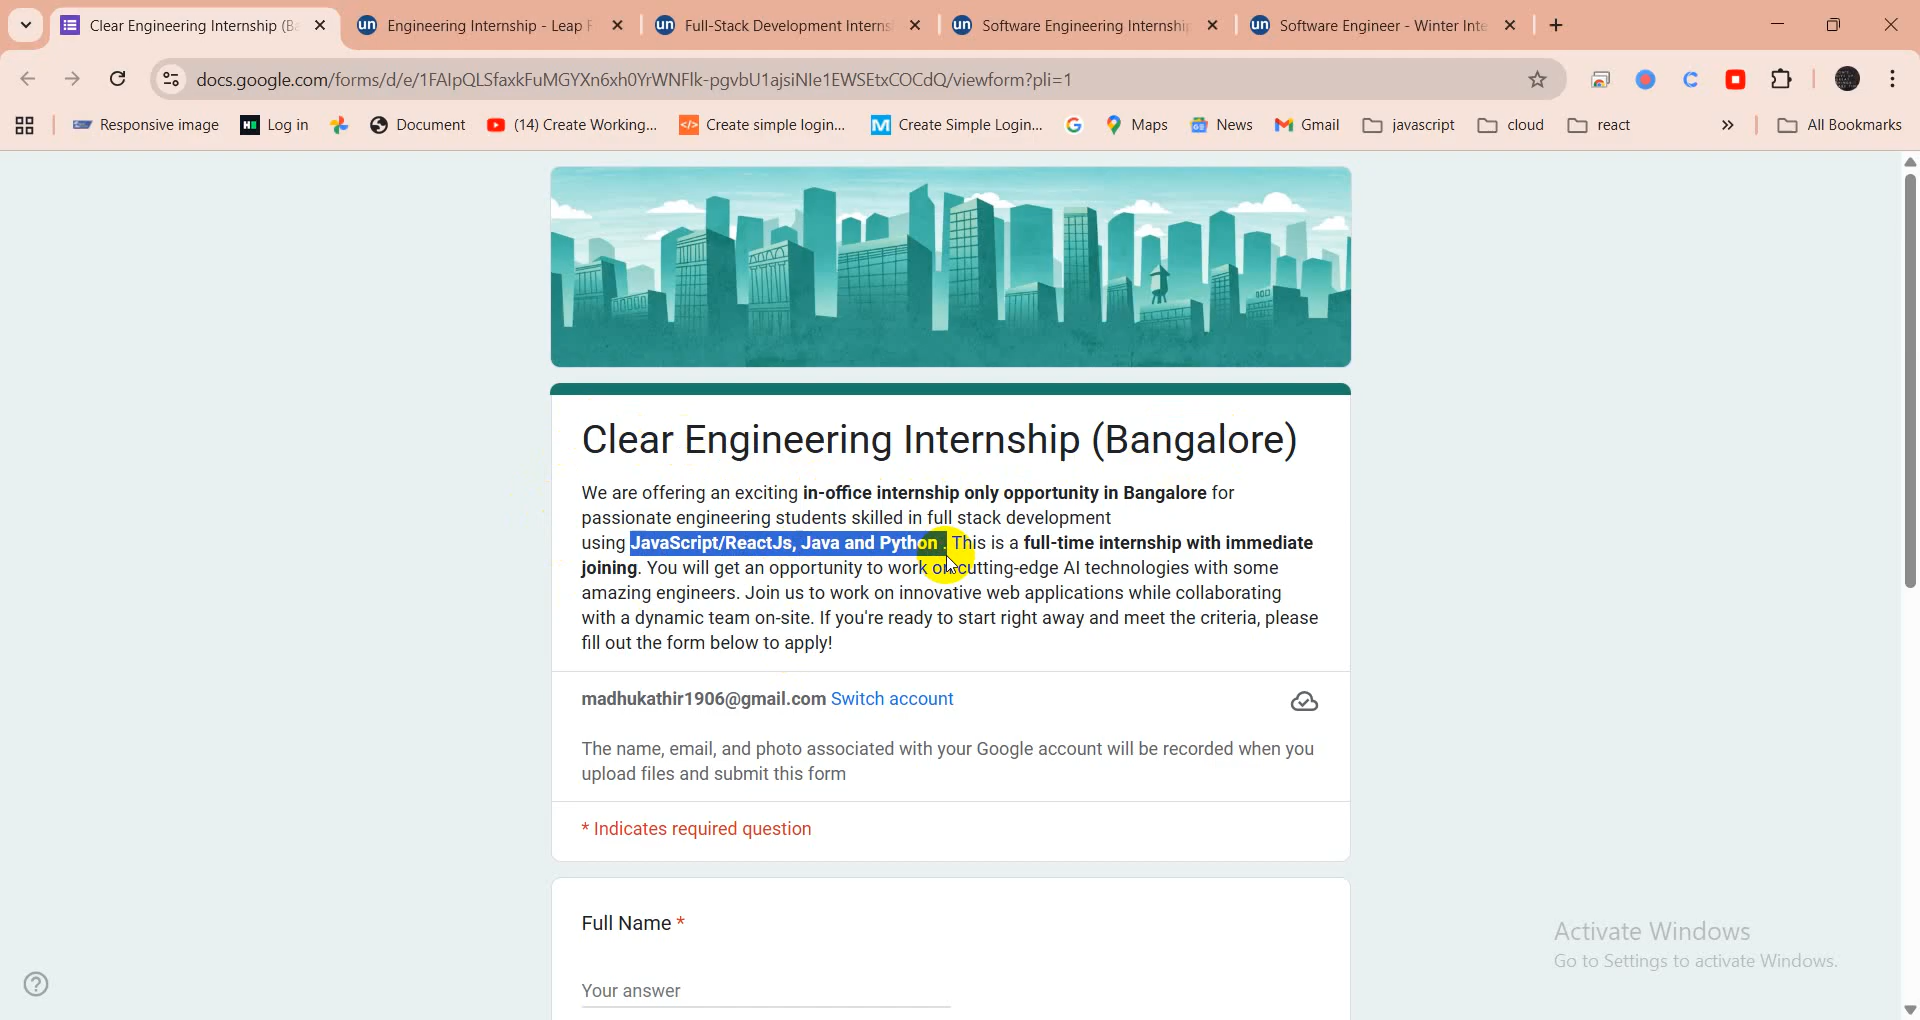 Clear Engineering Internship (Ba
Engineering Internship - Leap F
Full-Stack Development Interns
Software Engineering Internship
Software Engineer - Winter Inte
docs.google.com/forms/d/e/1FAIpQLSfaxkFuMGYXn6xh0YrWNFlk-pgvbU1ajsiNIe1EWSEtxCOCdQ/viewform?pli=1
Responsive image
Log in
Document
(14) Create Working...
Create simple login...
Create Simple Login...
Maps
News
Gmail
javascript
cloud
react
»
All Bookmarks
Clear Engineering Internship (Bangalore)
We are offering an exciting in-office internship only opportunity in Bangalore for
passionate engineering students skilled in full stack development
using JavaScript/ReactJs, Java and Python . This is a full-time internship with immediate
joining. You will get an opportunity to work on cutting-edge AI technologies with some
amazing engineers. Join us to work on innovative web applications while collaborating
with a dynamic team on-site. If you're ready to start right away and meet the criteria, please
fill out the form below to apply!
madhukathir1906@gmail.com Switch account
The name, email, and photo associated with your Google account will be recorded when you
upload files and submit this form
* Indicates required question
Full Name *
Your answer
Activate Windows
Go to Settings to activate Windows.